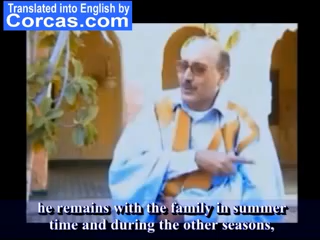 Translated into English by
Corcas.com
he remains with the family in summer
time and during the other seasons,